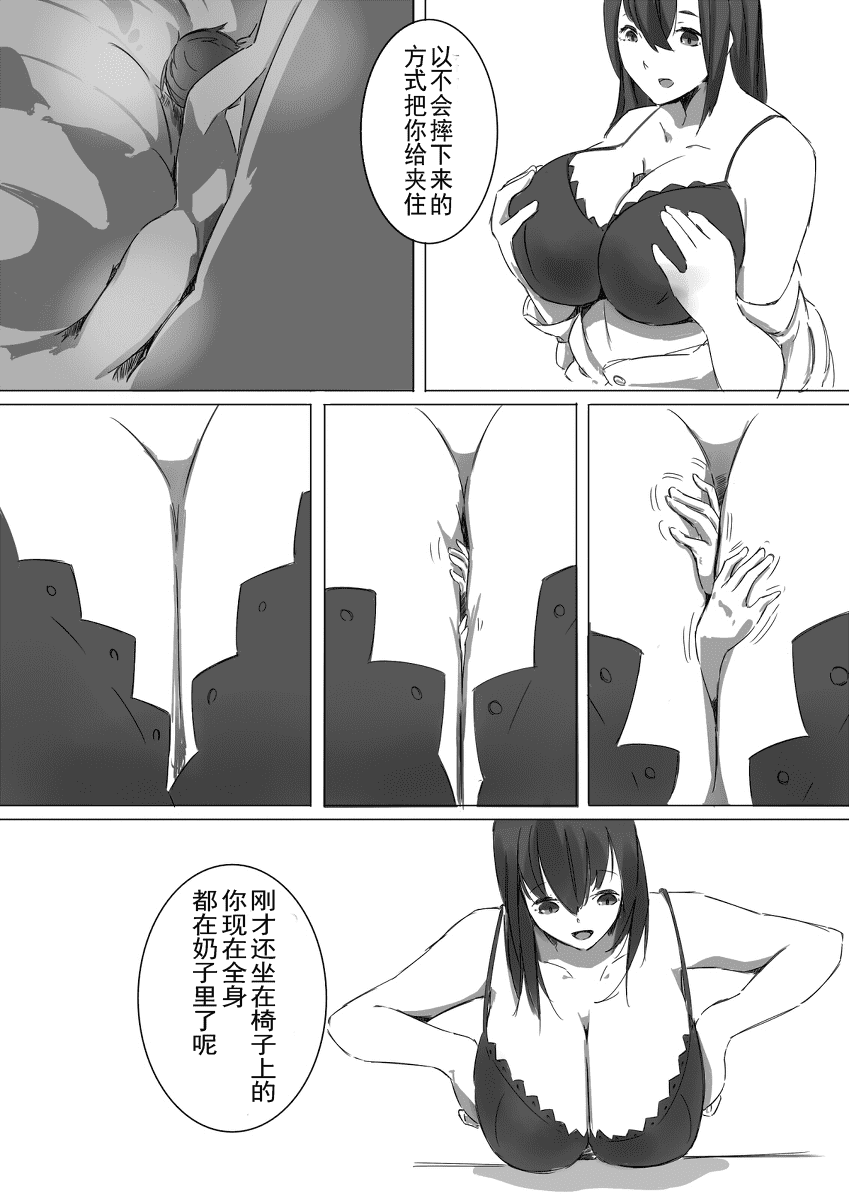 以不会摔下来的
方式把你给夹住
刚才还坐在椅子上的
你现在全身
都在奶子里了呢